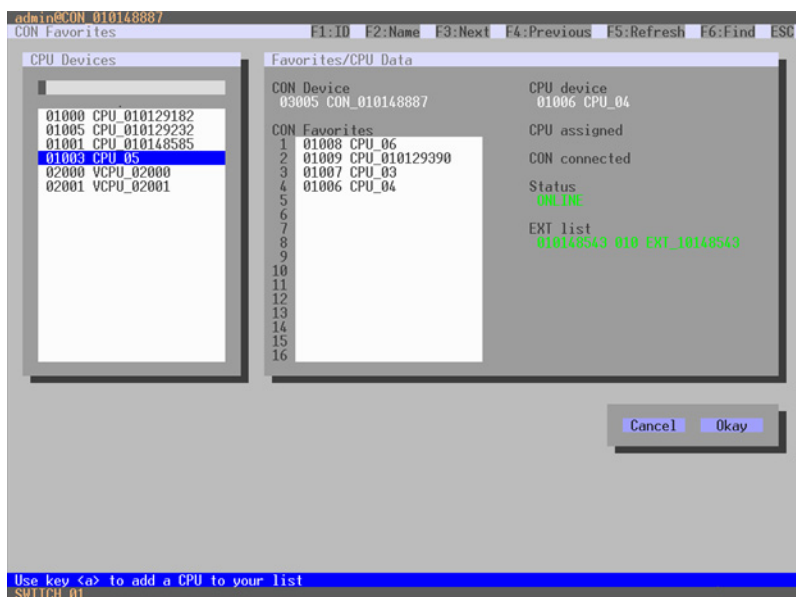 admin@CON_010148887
CON Favorites F1:ID F2:Name F3:Next F4:Previous F5:Refresh F6:Find ESC
CPU Devices
01000 CPU_010129182
01005 CPU_010129232
01001 CPU_010148585
01003 CPU_05
02000 VCPU_02000
02001 VCPU_02001
Favorites/CPU Data
CON Device
03005 CON_010148887
CON Favorites
1 01008 CPU_06
2 01009 CPU_010129390
3 01007 CPU_03
4 01006 CPU_04
5
6
7
8
9
10
11
12
13
14
15
16
CPU device
01006 CPU_04
CPU assigned
CON connected
Status
ONLINE
EXT list
010148543 010 EXT_10148543
Cancel Okay
Use key <a> to add a CPU to your list
SWITCH_01